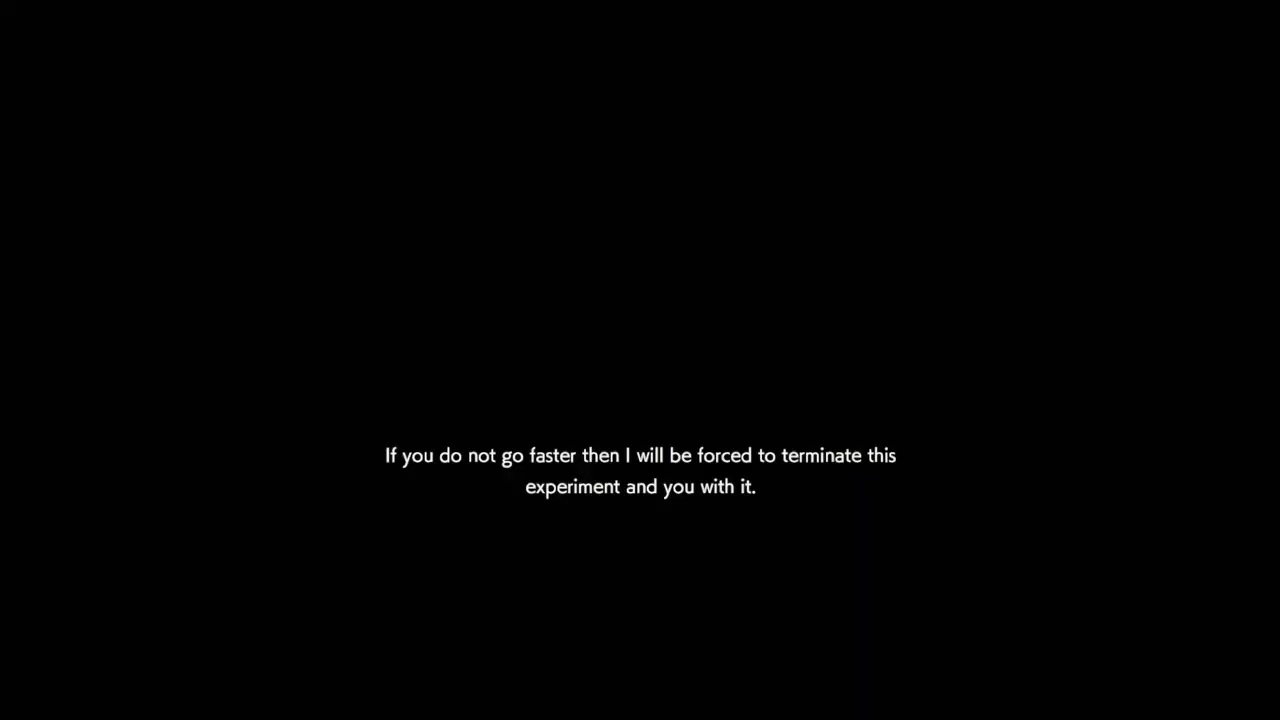 If you do not go faster then I will be forced to terminate this
experiment and you with it.